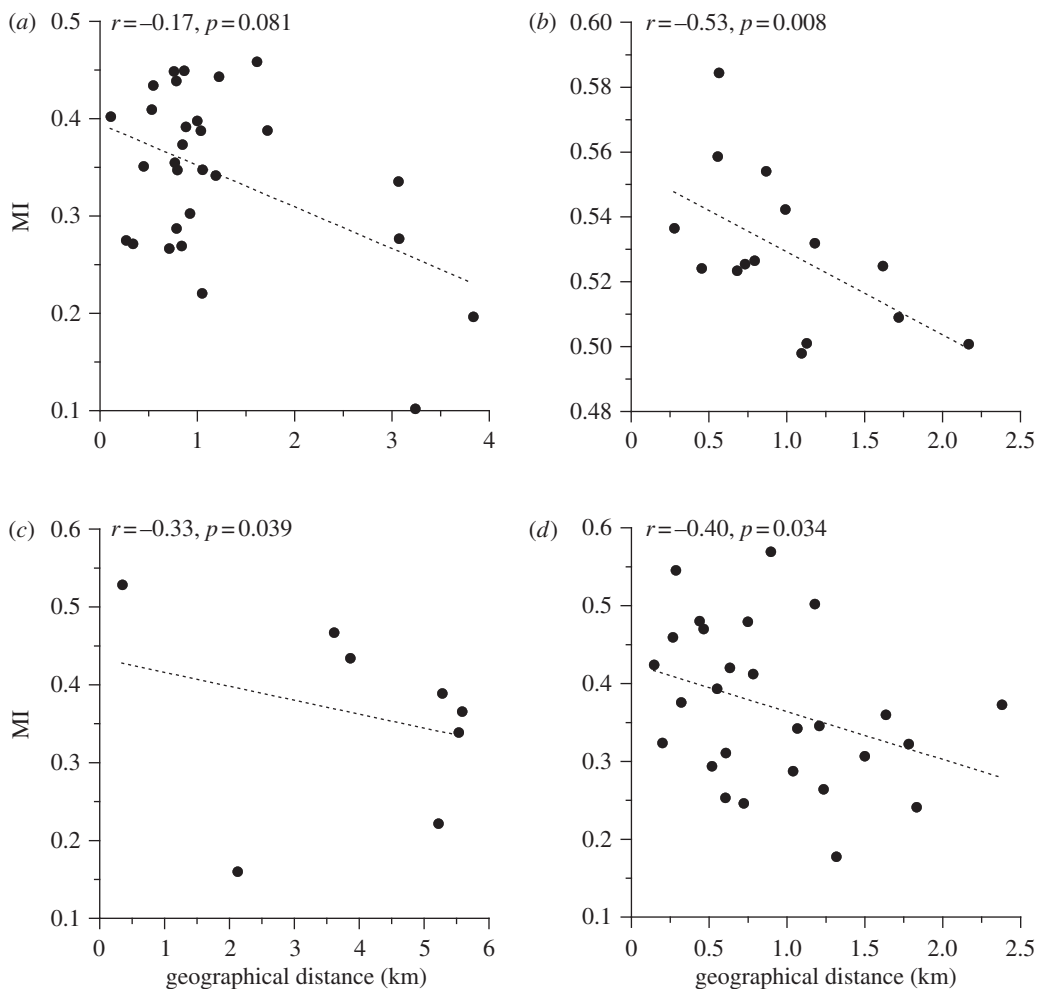 (a) r=–0.17, p=0.081
0.5
0.4
0.3
0.2
0.1
MI
0 1 2 3 4
(b) r=–0.53, p=0.008
0.60
0.58
0.56
0.54
0.52
0.50
0.48
0 0.5 1.0 1.5 2.0 2.5
(c) r=–0.33, p=0.039
0.6
0.5
0.4
0.3
0.2
0.1
MI
0 1 2 3 4 5 6
geographical distance (km)
(d) r=–0.40, p=0.034
0.6
0.5
0.4
0.3
0.2
0.1
0 0.5 1.0 1.5 2.0 2.5
geographical distance (km)